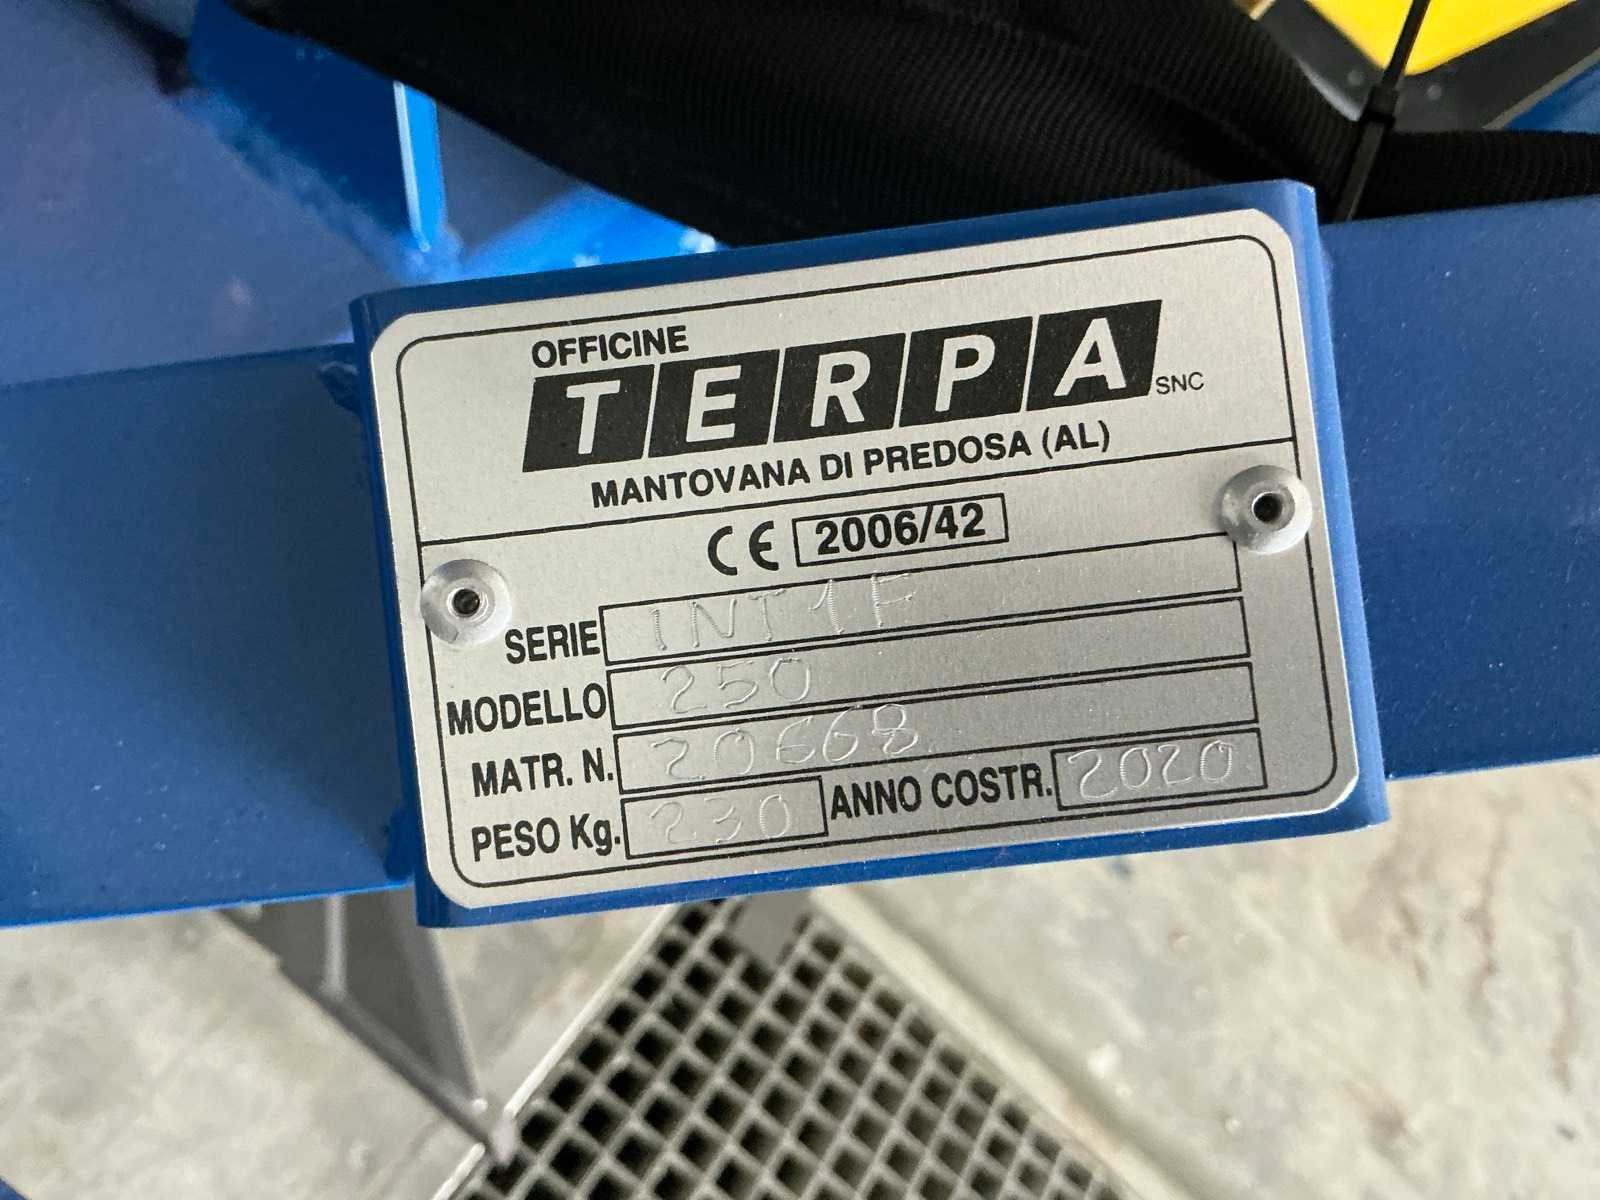 OFFICINE
TERPA SNC
MANTOVANA DI PREDOSA (AL)
CE 2006/42
SERIE INT1F
MODELLO 250
MATR. N. 20668
PESO Kg. 230 ANNO COSTR. 2020